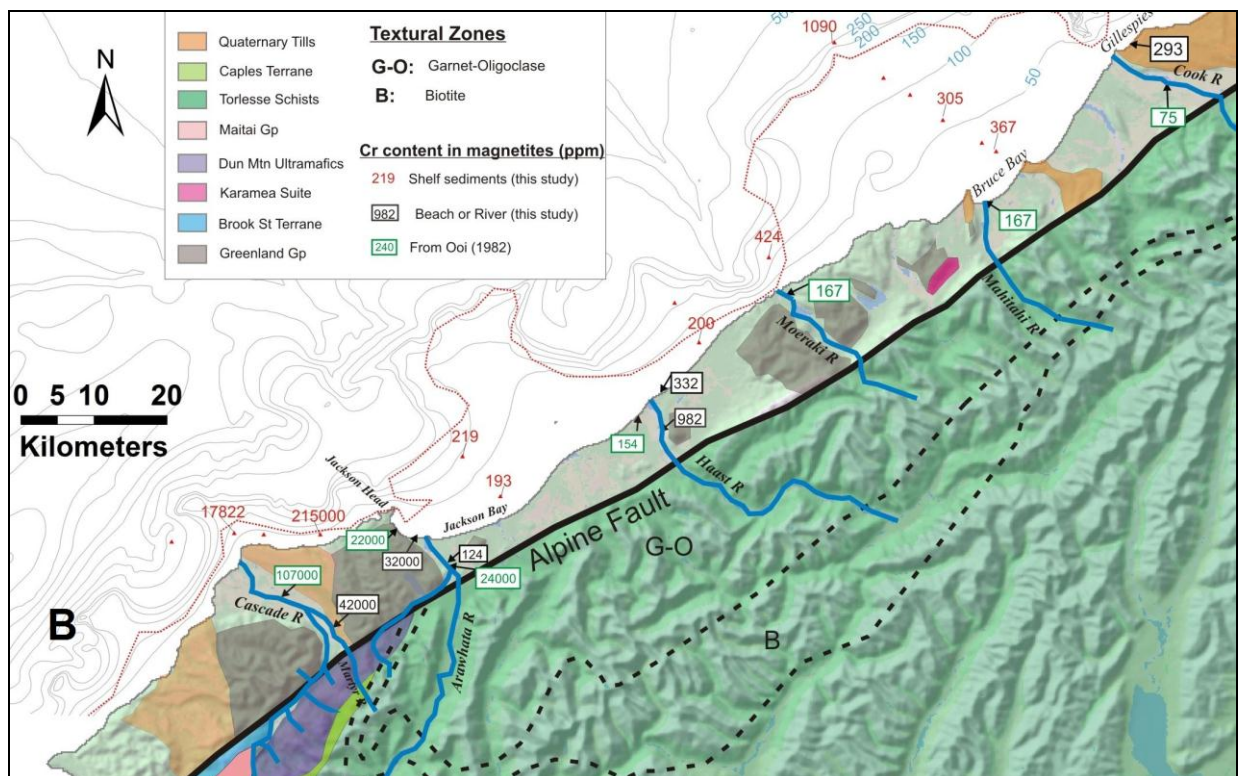 N
Quaternary Tills
Caples Terrane
Torlesse Schists
Maitai Gp
Dun Mtn Ultramafics
Karamea Suite
Brook St Terrane
Greenland Gp
Textural Zones
G-O: Garnet-Oligoclase
B: Biotite
Cr content in magnetites (ppm)
219 Shelf sediments (this study)
982 Beach or River (this study)
240 From Ooi (1982)
1090
250
200
150
100
50
305
367
Gillespies
293
Cook R
75
Bruce Bay
167
Mahitahi R
424
167
Moeraki R
200
332
982
154
Haast R
0 5 10 20
Kilometers
219
193
Jackson Head
Jackson Bay
17822
215000
22000
32000
124
24000
Alpine Fault
G-O
B
107000
Cascade R
42000
Martyr
Arawhata R
B